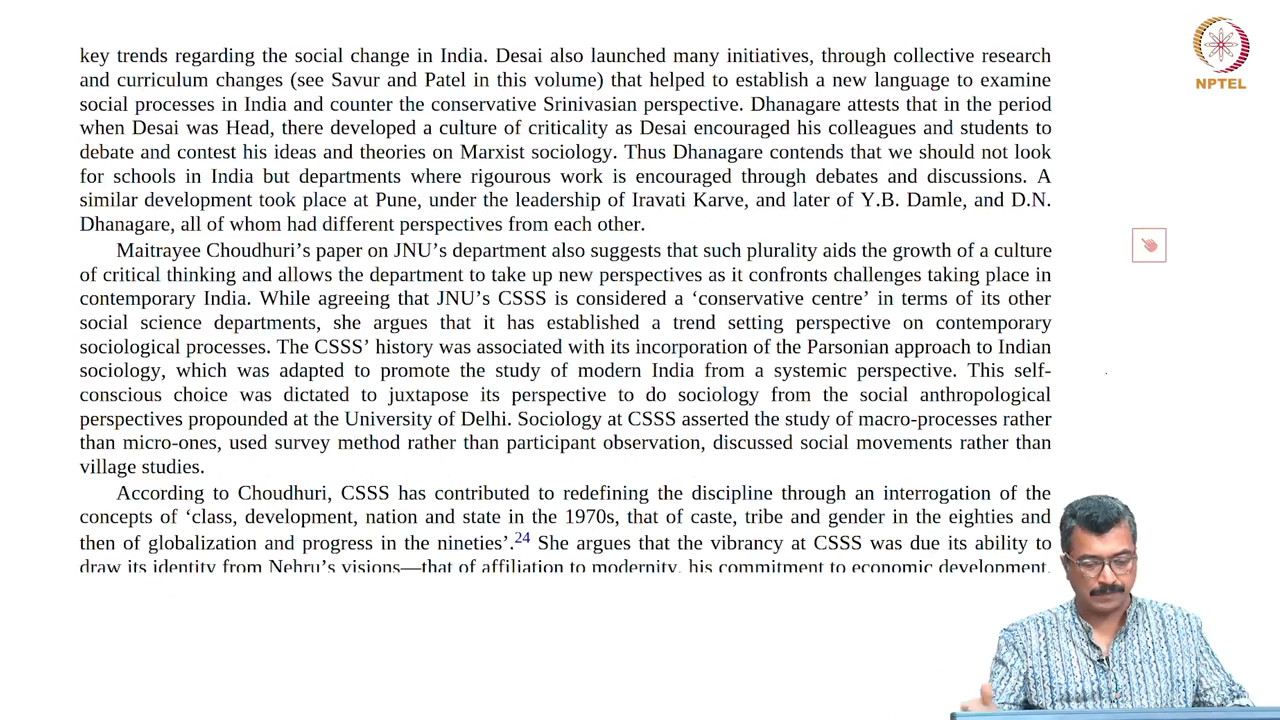 key trends regarding the social change in India. Desai also launched many initiatives, through collective research
and curriculum changes (see Savur and Patel in this volume) that helped to establish a new language to examine
social processes in India and counter the conservative Srinivasian perspective. Dhanagare attests that in the period
when Desai was Head, there developed a culture of criticality as Desai encouraged his colleagues and students to
debate and contest his ideas and theories on Marxist sociology. Thus Dhanagare contends that we should not look
for schools in India but departments where rigourous work is encouraged through debates and discussions. A
similar development took place at Pune, under the leadership of Iravati Karve, and later of Y.B. Damle, and D.N.
Dhanagare, all of whom had different perspectives from each other.
Maitrayee Choudhuri’s paper on JNU’s department also suggests that such plurality aids the growth of a culture
of critical thinking and allows the department to take up new perspectives as it confronts challenges taking place in
contemporary India. While agreeing that JNU’s CSSS is considered a ‘conservative centre’ in terms of its other
social science departments, she argues that it has established a trend setting perspective on contemporary
sociological processes. The CSSS’ history was associated with its incorporation of the Parsonian approach to Indian
sociology, which was adapted to promote the study of modern India from a systemic perspective. This self-
conscious choice was dictated to juxtapose its perspective to do sociology from the social anthropological
perspectives propounded at the University of Delhi. Sociology at CSSS asserted the study of macro-processes rather
than micro-ones, used survey method rather than participant observation, discussed social movements rather than
village studies.
According to Choudhuri, CSSS has contributed to redefining the discipline through an interrogation of the
concepts of ‘class, development, nation and state in the 1970s, that of caste, tribe and gender in the eighties and
then of globalization and progress in the nineties’.24 She argues that the vibrancy at CSSS was due its ability to
draw its identity from Nehru’s visions—that of affiliation to modernity, his commitment to economic development,
NPTEL